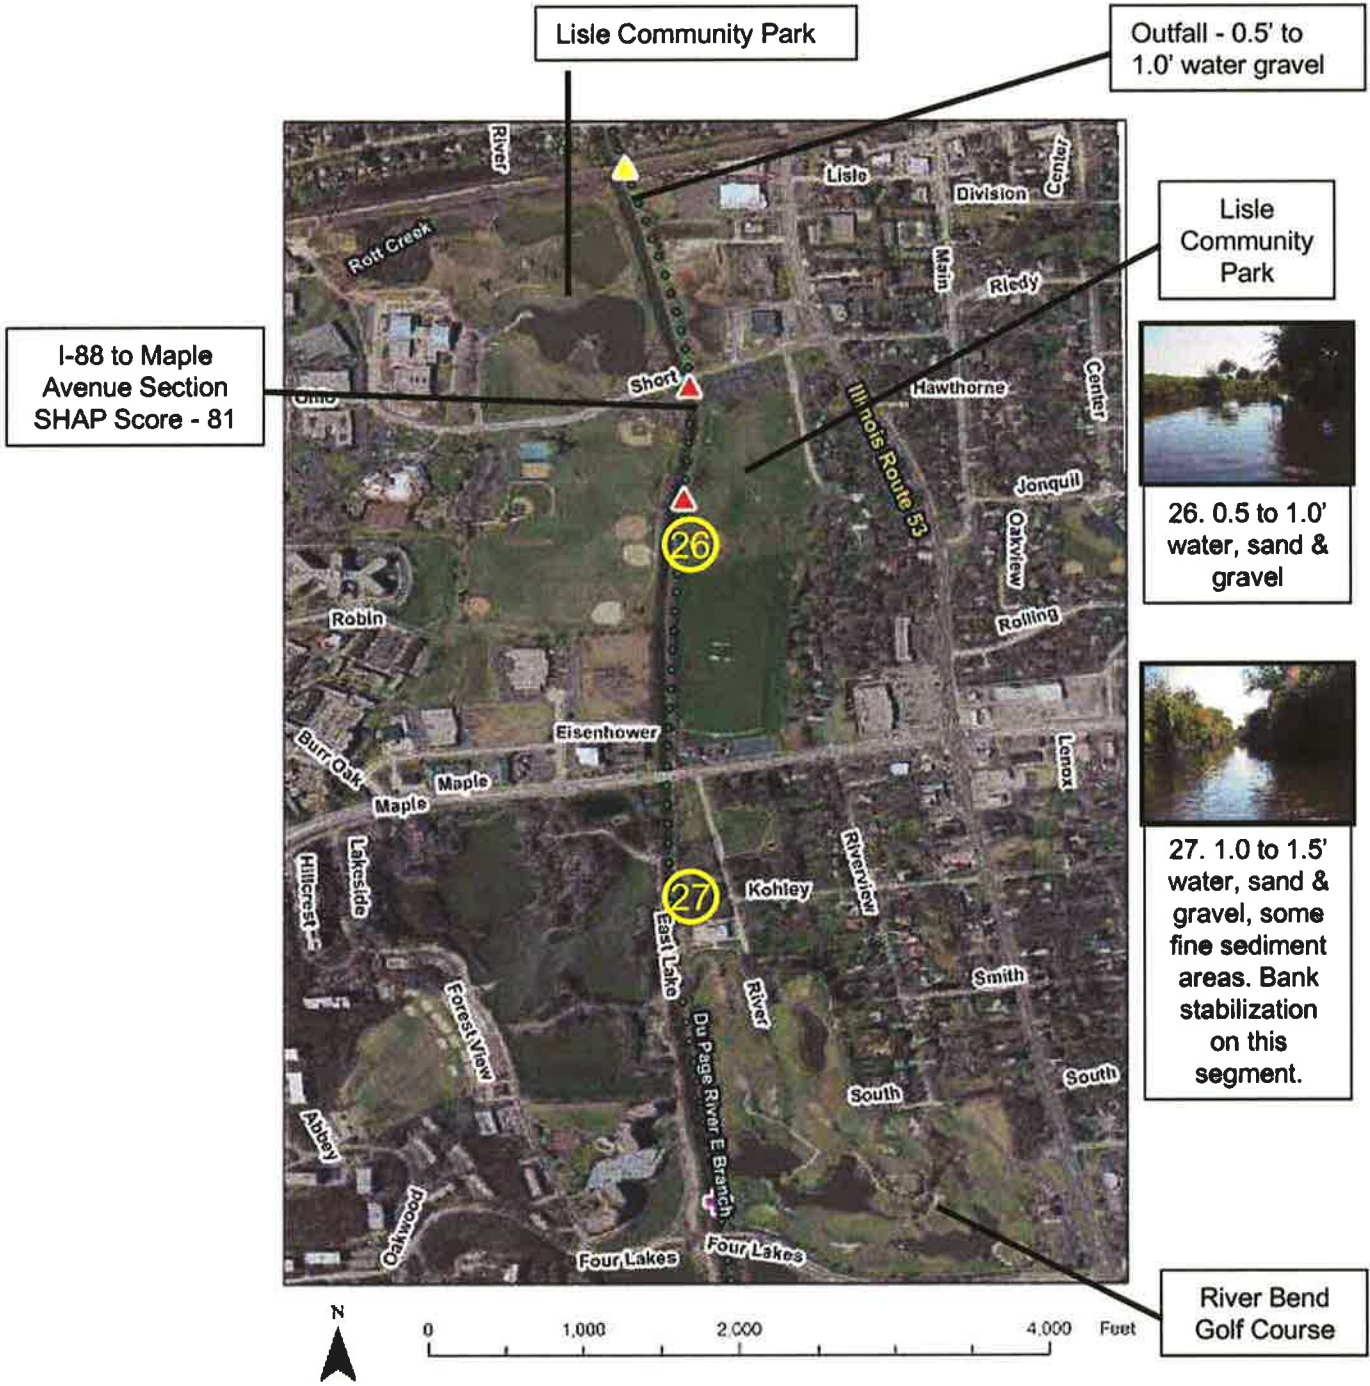 Lisle Community Park
Outfall - 0.5' to
1.0' water gravel
River
Lisle
Center
Division
Rott Creek
Main
Riedy
Lisle
Community
Park
I-88 to Maple
Avenue Section
SHAP Score - 81
Short
Ohio
Hawthorne
Center
Illinois Route 53
Jonquil
26
Oakview
26. 0.5 to 1.0'
water, sand &
gravel
Robin
Rolling
Eisenhower
Burr Oak
Maple
Maple
Lenox
Hillcrest
Lakeside
Riverview
27
Kohley
27. 1.0 to 1.5'
water, sand &
gravel, some
fine sediment
areas. Bank
stabilization
on this
segment.
East Lake
Smith
Forest View
River
Du Page River E Branch
South
South
Abbey
Oakwood
Four Lakes
Four Lakes
River Bend
Golf Course
N
0 1,000 2,000 4,000 Feet